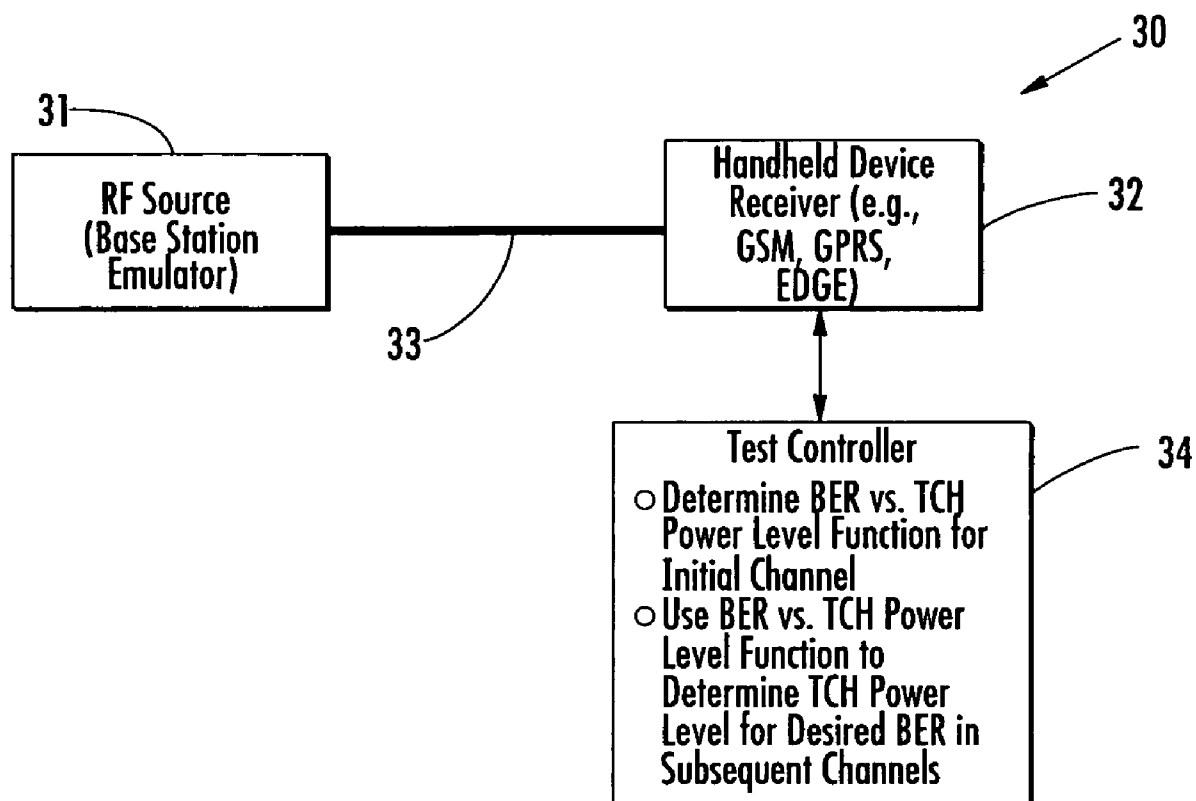 30
31
RF Source
(Base Station
Emulator)
33
Handheld Device
Receiver (e.g.,
GSM, GPRS,
EDGE)
32
Test Controller
○ Determine BER vs. TCH
Power Level Function for
Initial Channel
○ Use BER vs. TCH Power
Level Function to
Determine TCH Power
Level for Desired BER in
Subsequent Channels
34